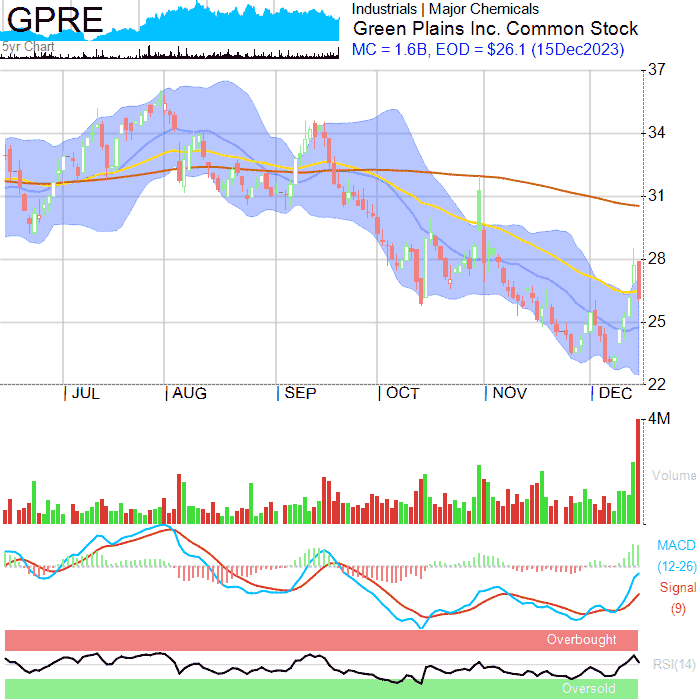 GPRE
5yr Chart
Industrials | Major Chemicals
Green Plains Inc. Common Stock
MC = 1.6B, EOD = $26.1 (15Dec2023)
37
34
31
28
25
22
JUL AUG SEP OCT NOV DEC
4M
Volume
MACD
(12-26)
Signal
(9)
Overbought
RSI(14)
Oversold